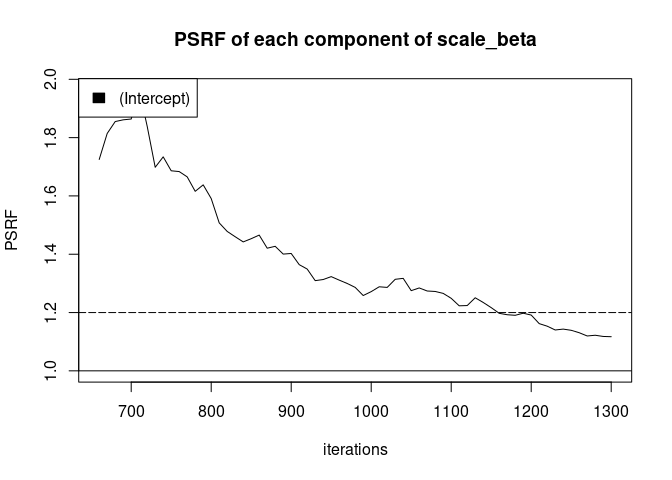 PSRF of each component of scale_beta
(Intercept)
PSRF
2.0
1.8
1.6
1.4
1.2
1.0
700 800 900 1000 1100 1200 1300
iterations